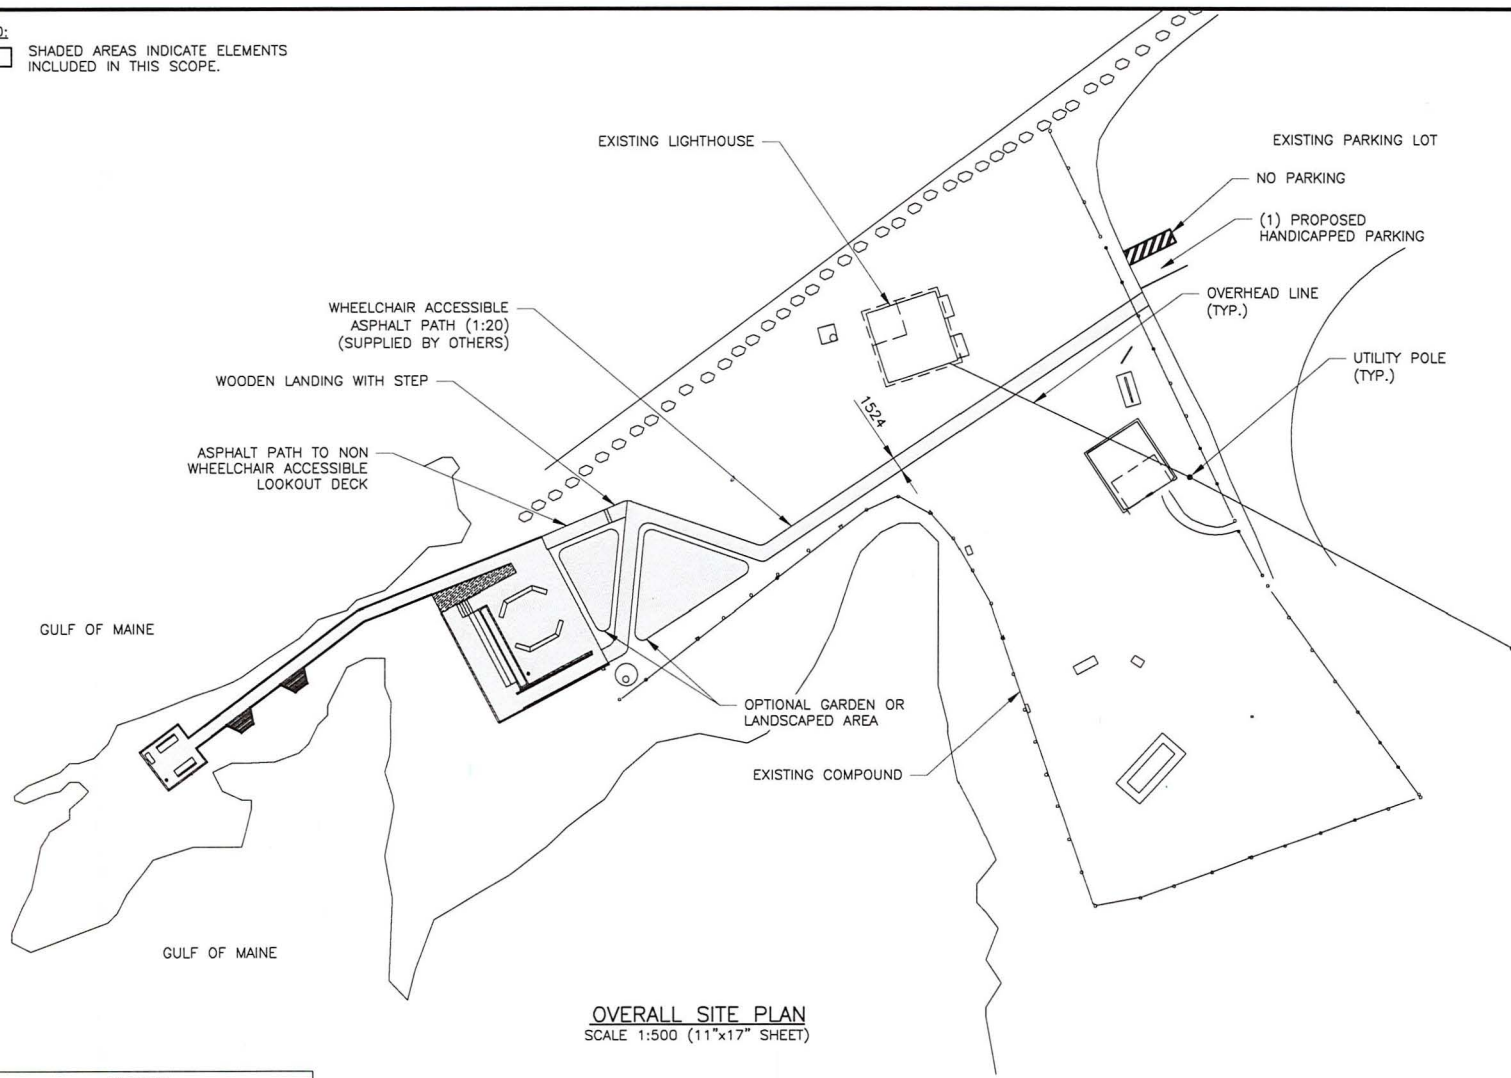 SHADED AREAS INDICATE ELEMENTS
INCLUDED IN THIS SCOPE.
EXISTING LIGHTHOUSE
EXISTING PARKING LOT
NO PARKING
(1) PROPOSED
HANDICAPPED PARKING
WHEELCHAIR ACCESSIBLE
ASPHALT PATH (1:20)
(SUPPLIED BY OTHERS)
OVERHEAD LINE
(TYP.)
UTILITY POLE
(TYP.)
WOODEN LANDING WITH STEP
1524
ASPHALT PATH TO NON
WHEELCHAIR ACCESSIBLE
LOOKOUT DECK
GULF OF MAINE
OPTIONAL GARDEN OR
LANDSCAPED AREA
EXISTING COMPOUND
GULF OF MAINE
OVERALL SITE PLAN
SCALE 1:500 (11"x17" SHEET)